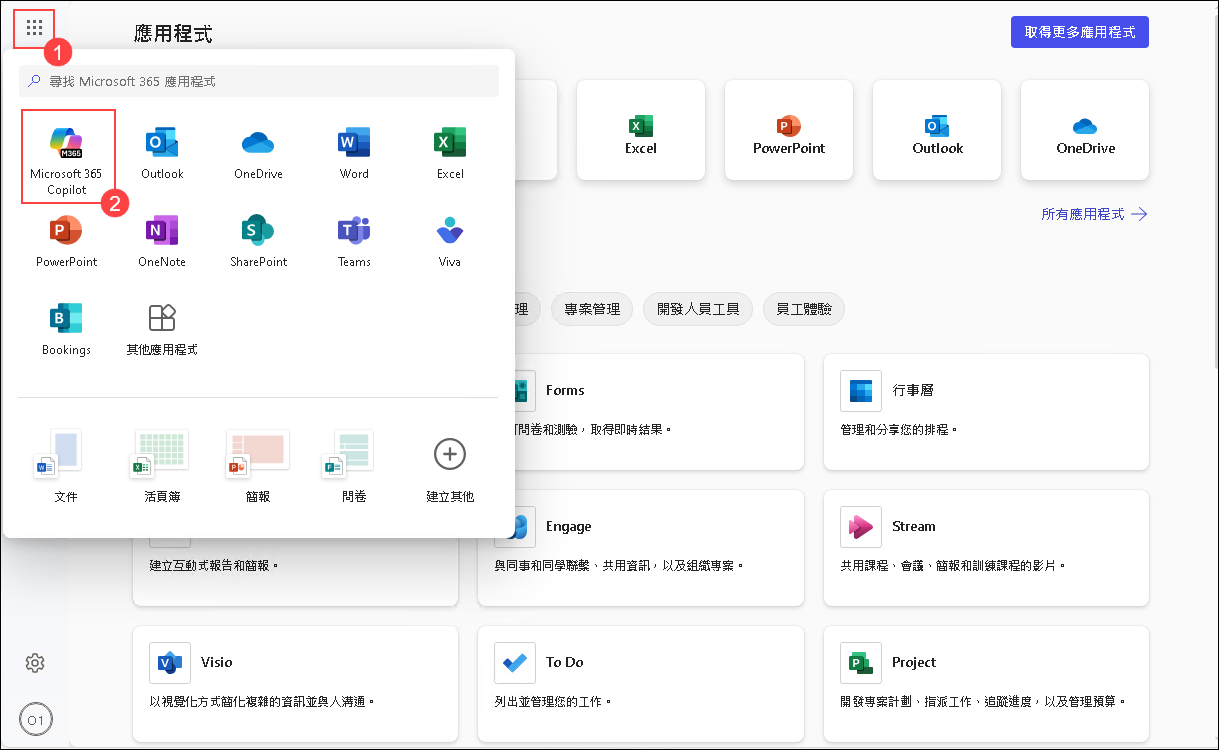 應用程式
取得更多應用程式
1
尋找 Microsoft 365 應用程式
M365
Microsoft 365
Copilot
2
Outlook
OneDrive
Word
Excel
PowerPoint
OneNote
SharePoint
Teams
Viva
Bookings
其他應用程式
文件
活頁簿
簡報
問卷
建立其他
Excel
PowerPoint
Outlook
OneDrive
所有應用程式
理
專案管理
開發人員工具
員工體驗
Forms
問卷和測驗，取得即時結果。
行事曆
管理和分享您的排程。
建立互動式報告和簡報。
Engage
與同事和同學聯繫、共用資訊，以及組織專案。
Stream
共用課程、會議、簡報和訓練課程的影片。
Visio
以視覺化方式簡化複雜的資訊並與人溝通。
To Do
列出並管理您的工作。
Project
開發專案計劃、指派工作、追蹤進度，以及管理預算。
O1